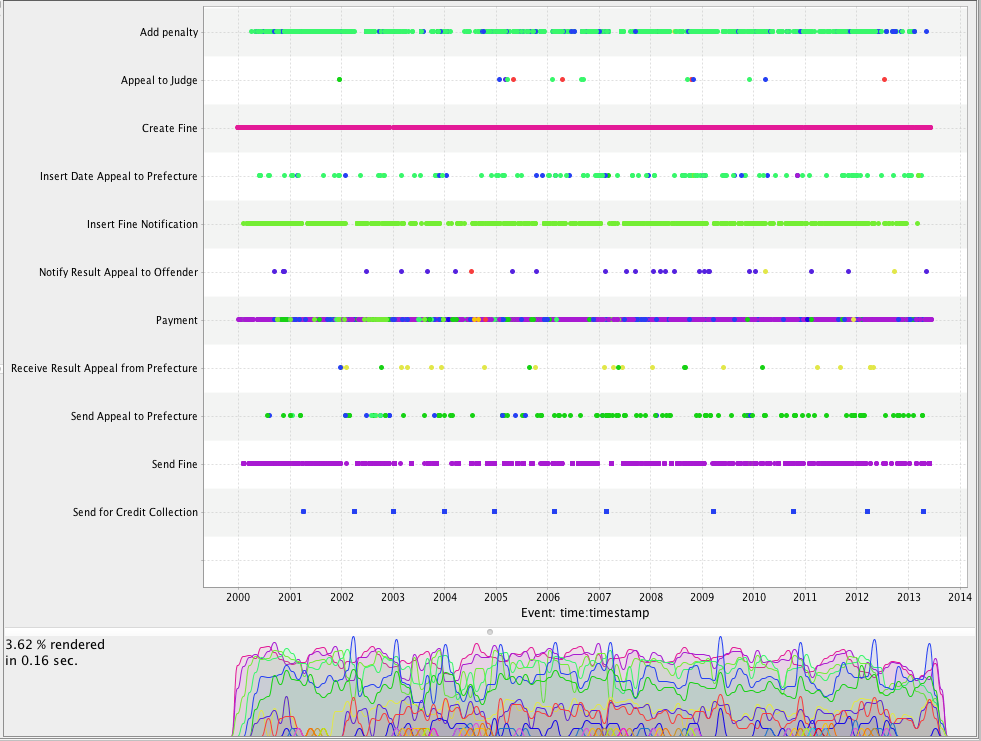 Add penalty
Appeal to Judge
Create Fine
Insert Date Appeal to Prefecture
Insert Fine Notification
Notify Result Appeal to Offender
Payment
Receive Result Appeal from Prefecture
Send Appeal to Prefecture
Send Fine
Send for Credit Collection
2000 2001 2002 2003 2004 2005 2006 2007 2008 2009 2010 2011 2012 2013 2014
Event: time:timestamp
3.62 % rendered
in 0.16 sec.